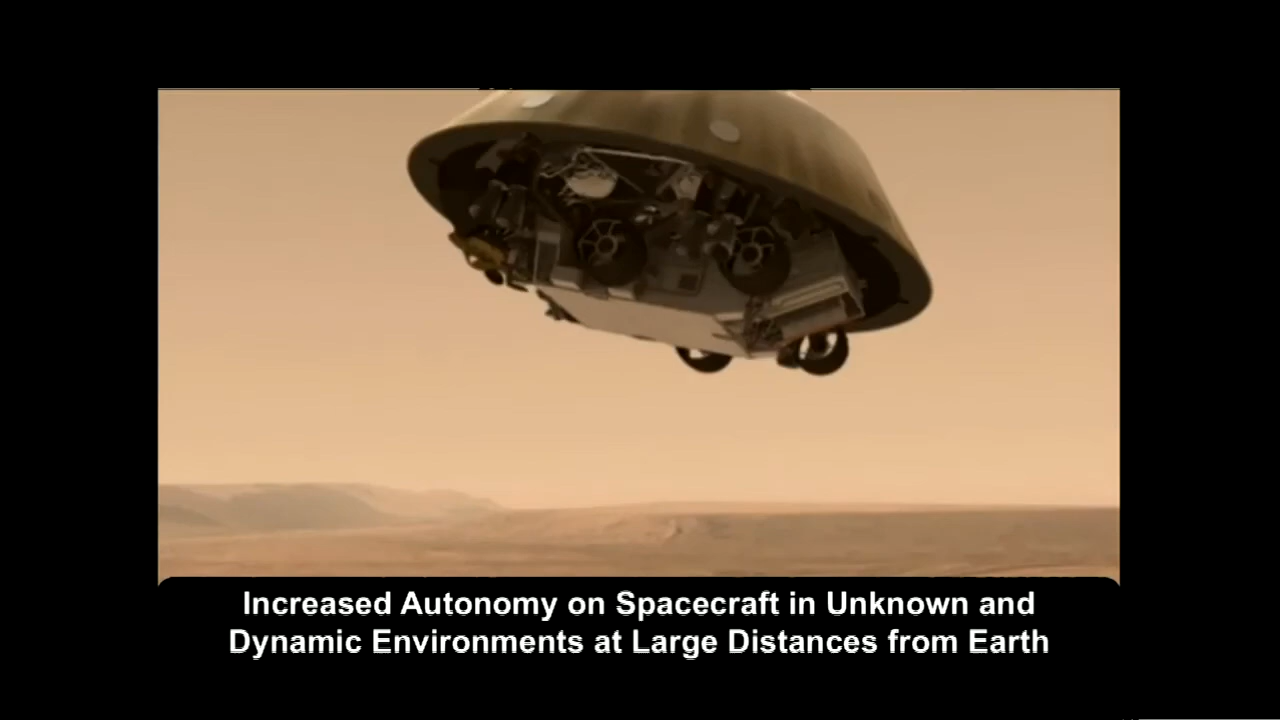 Increased Autonomy on Spacecraft in Unknown and
Dynamic Environments at Large Distances from Earth